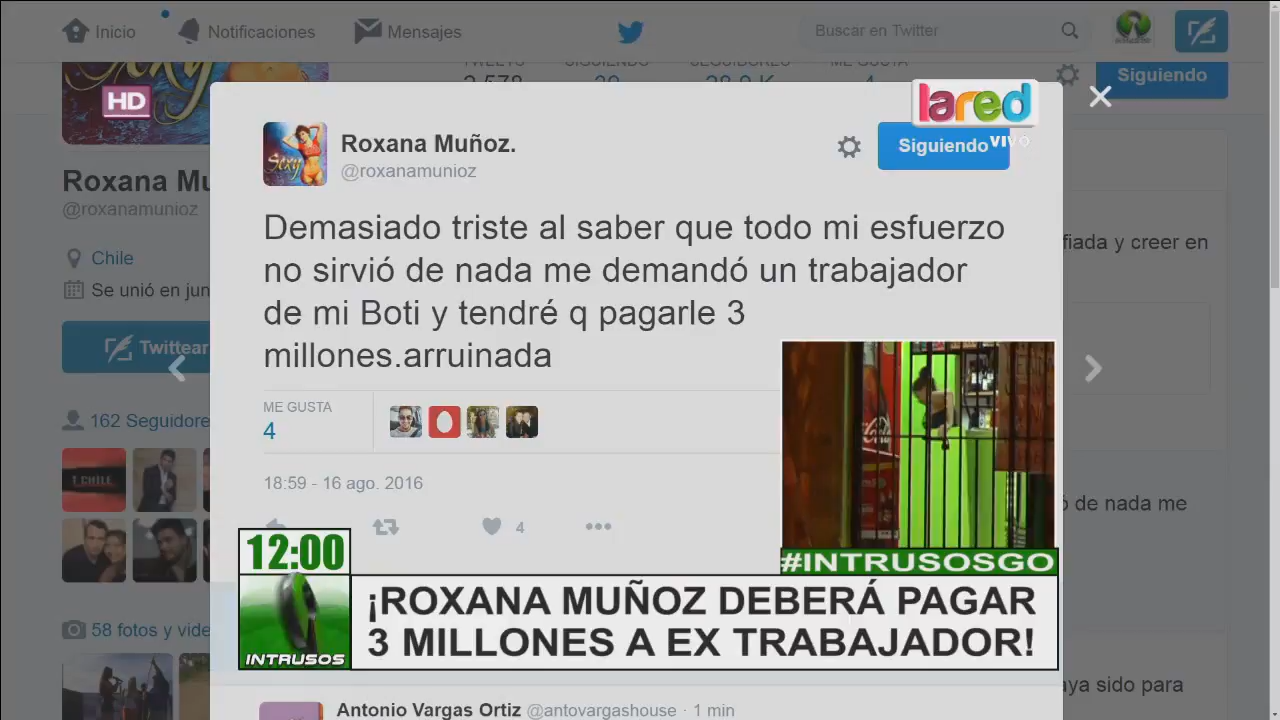 Inicio
Notificaciones
Mensajes
Buscar en Twitter
HD
lared
VIVO
Siguiendo
Roxana Muñoz.
@roxanamunioz
Siguiendo
Roxana Mu
@roxanamunioz
Chile
Se unió en jun
Twittear
162 Seguidore
58 fotos y vide
Demasiado triste al saber que todo mi esfuerzo
no sirvió de nada me demandó un trabajador
de mi Boti y tendré q pagarle 3
millones.arruinada
fiada y creer en
ME GUSTA
4
18:59 - 16 ago. 2016
4
ó de nada me
#INTRUSOSGO
12:00
INTRUSOS
¡ROXANA MUÑOZ DEBERÁ PAGAR
3 MILLONES A EX TRABAJADOR!
aya sido para
Antonio Vargas Ortiz @antovargashouse · 1 min